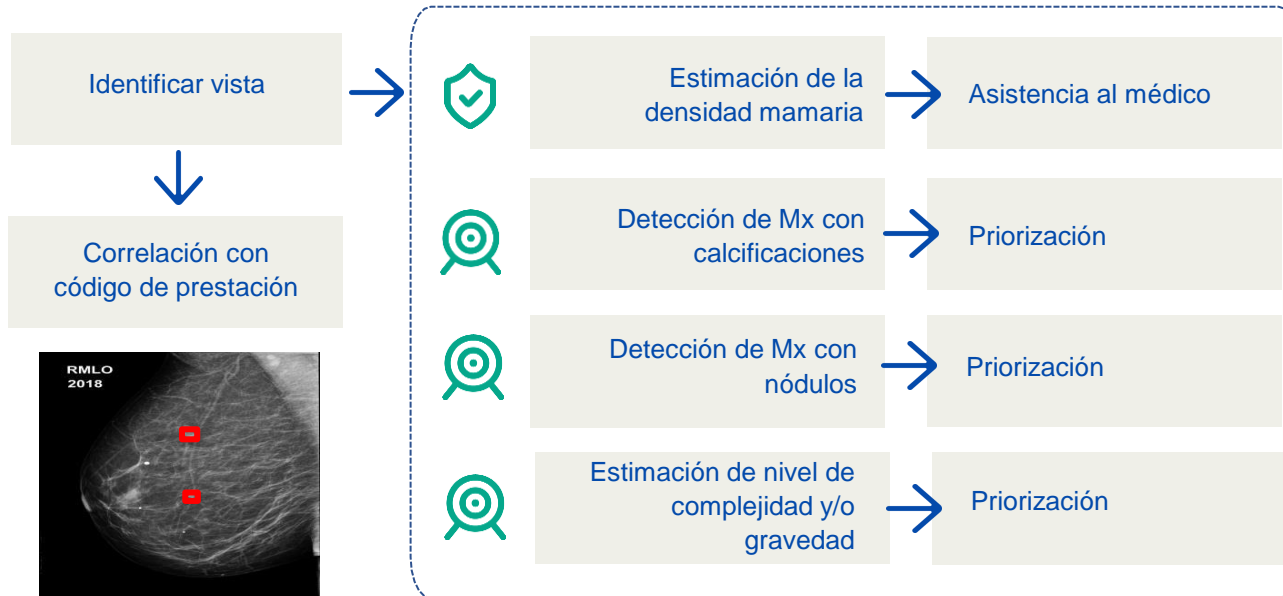 Identificar vista
Correlación con
código de prestación
RMLO
2018
Estimación de la
densidad mamaria
Asistencia al médico
Detección de Mx con
calcificaciones
Priorización
Detección de Mx con
nódulos
Priorización
Estimación de nivel de
complejidad y/o
gravedad
Priorización